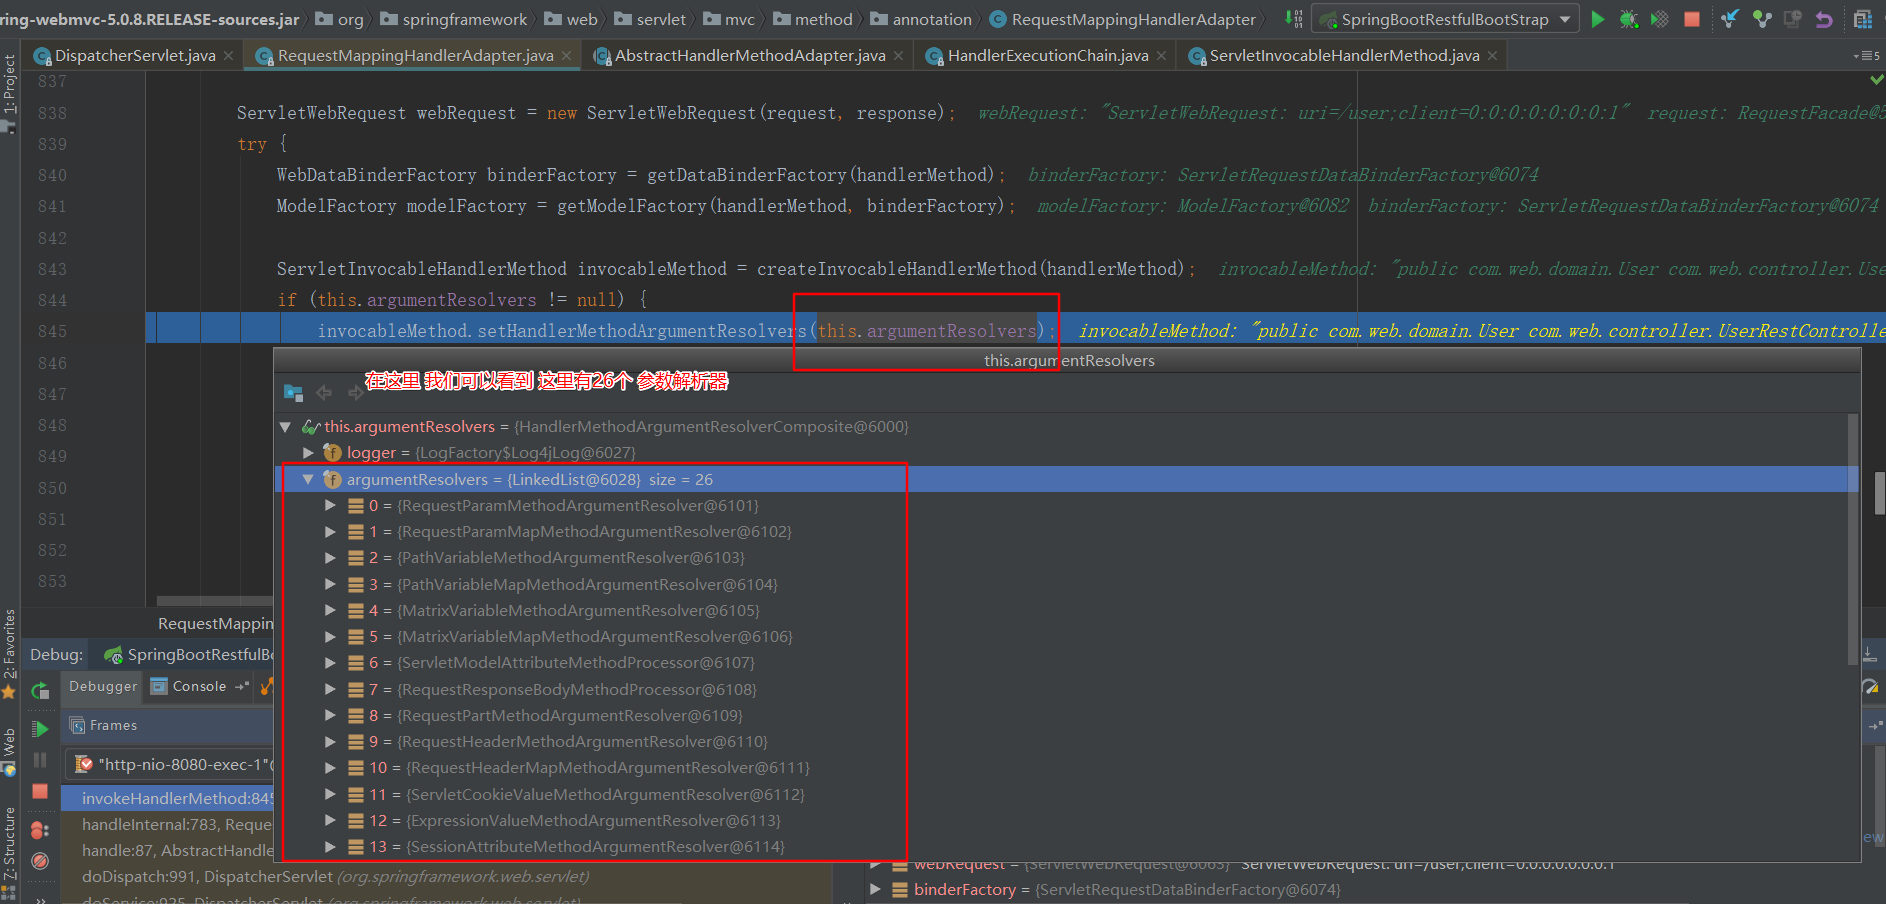 ring-webmvc-5.0.8.RELEASE-sources.jar org springframework web servlet mvc method annotation RequestMappingHandlerAdapter SpringBootRestfulBootStrap
DispatcherServlet.java RequestMappingHandlerAdapter.java AbstractHandlerMethodAdapter.java HandlerExecutionChain.java ServletInvocableHandlerMethod.java 5
1: Project
837
838 ServletWebRequest webRequest = new ServletWebRequest(request, response); webRequest: "ServletWebRequest: uri=/user;client=0:0:0:0:0:0:0:1" request: RequestFacade@5
839 try {
840 WebDataBinderFactory binderFactory = getDataBinderFactory(handlerMethod); binderFactory: ServletRequestDataBinderFactory@6074
841 ModelFactory modelFactory = getModelFactory(handlerMethod, binderFactory); modelFactory: ModelFactory@6082 binderFactory: ServletRequestDataBinderFactory@6074
842
843 ServletInvocableHandlerMethod invocableMethod = createInvocableHandlerMethod(handlerMethod); invocableMethod: "public com.web.domain.User com.web.controller.Use
844 if (this.argumentResolvers != null) {
845 invocableMethod.setHandlerMethodArgumentResolvers(this.argumentResolvers); invocableMethod: "public com.web.domain.User com.web.controller.UserRestControlle
846
847
848
849
850
851
852
853
this.argumentResolvers
在这里 我们可以看到 这里有26个 参数解析器
this.argumentResolvers = {HandlerMethodArgumentResolverComposite@6000}
logger = {LogFactory$Log4jLog@6027}
argumentResolvers = {LinkedList@6028} size = 26
0 = {RequestParamMethodArgumentResolver@6101}
1 = {RequestParamMapMethodArgumentResolver@6102}
2 = {PathVariableMethodArgumentResolver@6103}
3 = {PathVariableMapMethodArgumentResolver@6104}
4 = {MatrixVariableMethodArgumentResolver@6105}
5 = {MatrixVariableMapMethodArgumentResolver@6106}
6 = {ServletModelAttributeMethodProcessor@6107}
7 = {RequestResponseBodyMethodProcessor@6108}
8 = {RequestPartMethodArgumentResolver@6109}
9 = {RequestHeaderMethodArgumentResolver@6110}
10 = {RequestHeaderMapMethodArgumentResolver@6111}
11 = {ServletCookieValueMethodArgumentResolver@6112}
12 = {ExpressionValueMethodArgumentResolver@6113}
13 = {SessionAttributeMethodArgumentResolver@6114}
RequestMappin
2: Favorites
Web
7: Structure
Debug: SpringBootRestfulBo
Debugger Console
Frames
"http-nio-8080-exec-1"@
invokeHandlerMethod:845
handleInternal:783, Reque
handle:87, AbstractHandle
doDispatch:991, DispatcherServlet (org.springframework.web.servlet)
doService:925, DispatcherServlet (org.springframework.web.servlet)
ew
webRequest = {ServletWebRequest@6063} "ServletWebRequest: uri=/user;client=0:0:0:0:0:0:0:1"
binderFactory = {ServletRequestDataBinderFactory@6074}